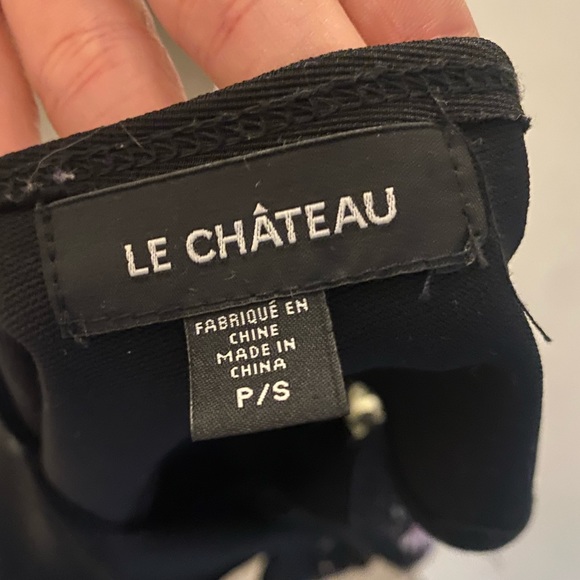 LE CHÂTEAU
FABRIQUÉ EN
CHINE
MADE IN
CHINA
P/S